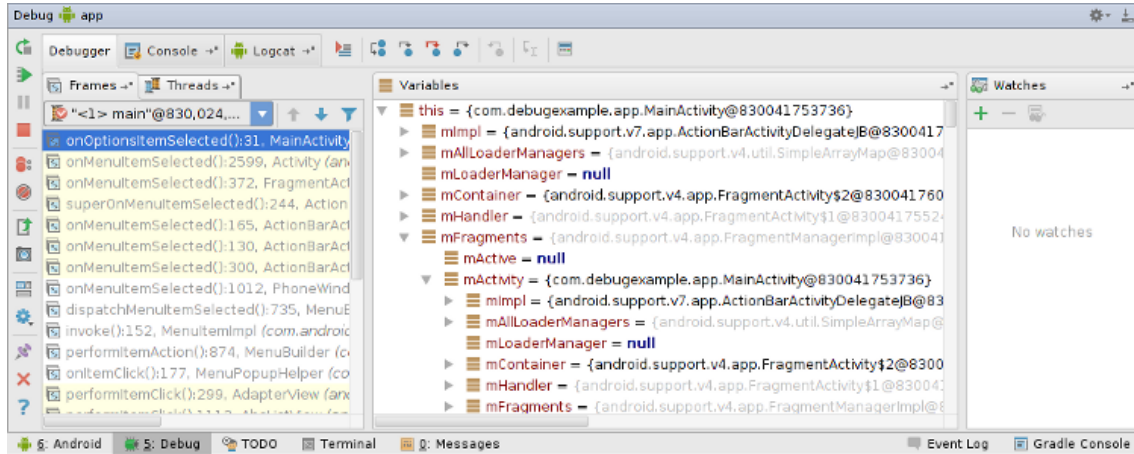 Debug app
Debugger Console Logcat
Frames Threads
"<1> main"@830,024,...
onOptionsItemSelected():31, MainActivity
onMenuItemSelected():2599, Activity (an
onMenuItemSelected():372, FragmentAct
superOnMenuItemSelected():244, Action
onMenuItemSelected():165, ActionBarAct
onMenuItemSelected():130, ActionBarAct
onMenuItemSelected():300, ActionBarAct
onMenuItemSelected():1012, PhoneWind
dispatchMenuItemSelected():735, MenuE
invoke():152, MenuItemImpl (com.android
performItemAction():874, MenuBuilder (c
onItemClick():177, MenuPopupHelper (co
performItemClick():299, AdapterView (an
Variables
this = {com.debugexample.app.MainActivity@830041753736}
mImpl = {android.support.v7.app.ActionBarActivityDelegateJB@8300417
mAllLoaderManagers = {android.support.v4.util.SimpleArrayMap@83004
mLoaderManager = null
mContainer = {android.support.v4.app.FragmentActivity$2@830041760
mHandler = {android.support.v4.app.FragmentActivity$1@83004175524
mFragments = {android.support.v4.app.FragmentManagerImpl@830041
mActive = null
mActivity = {com.debugexample.app.MainActivity@830041753736}
mImpl = {android.support.v7.app.ActionBarActivityDelegateJB@83
mAllLoaderManagers = {android.support.v4.util.SimpleArrayMap@
mLoaderManager = null
mContainer = {android.support.v4.app.FragmentActivity$2@8300
mHandler = {android.support.v4.app.FragmentActivity$1@830041
mFragments = {android.support.v4.app.FragmentManagerImpl@8
Watches
No watches
6: Android 5: Debug TODO Terminal 0: Messages Event Log Gradle Console